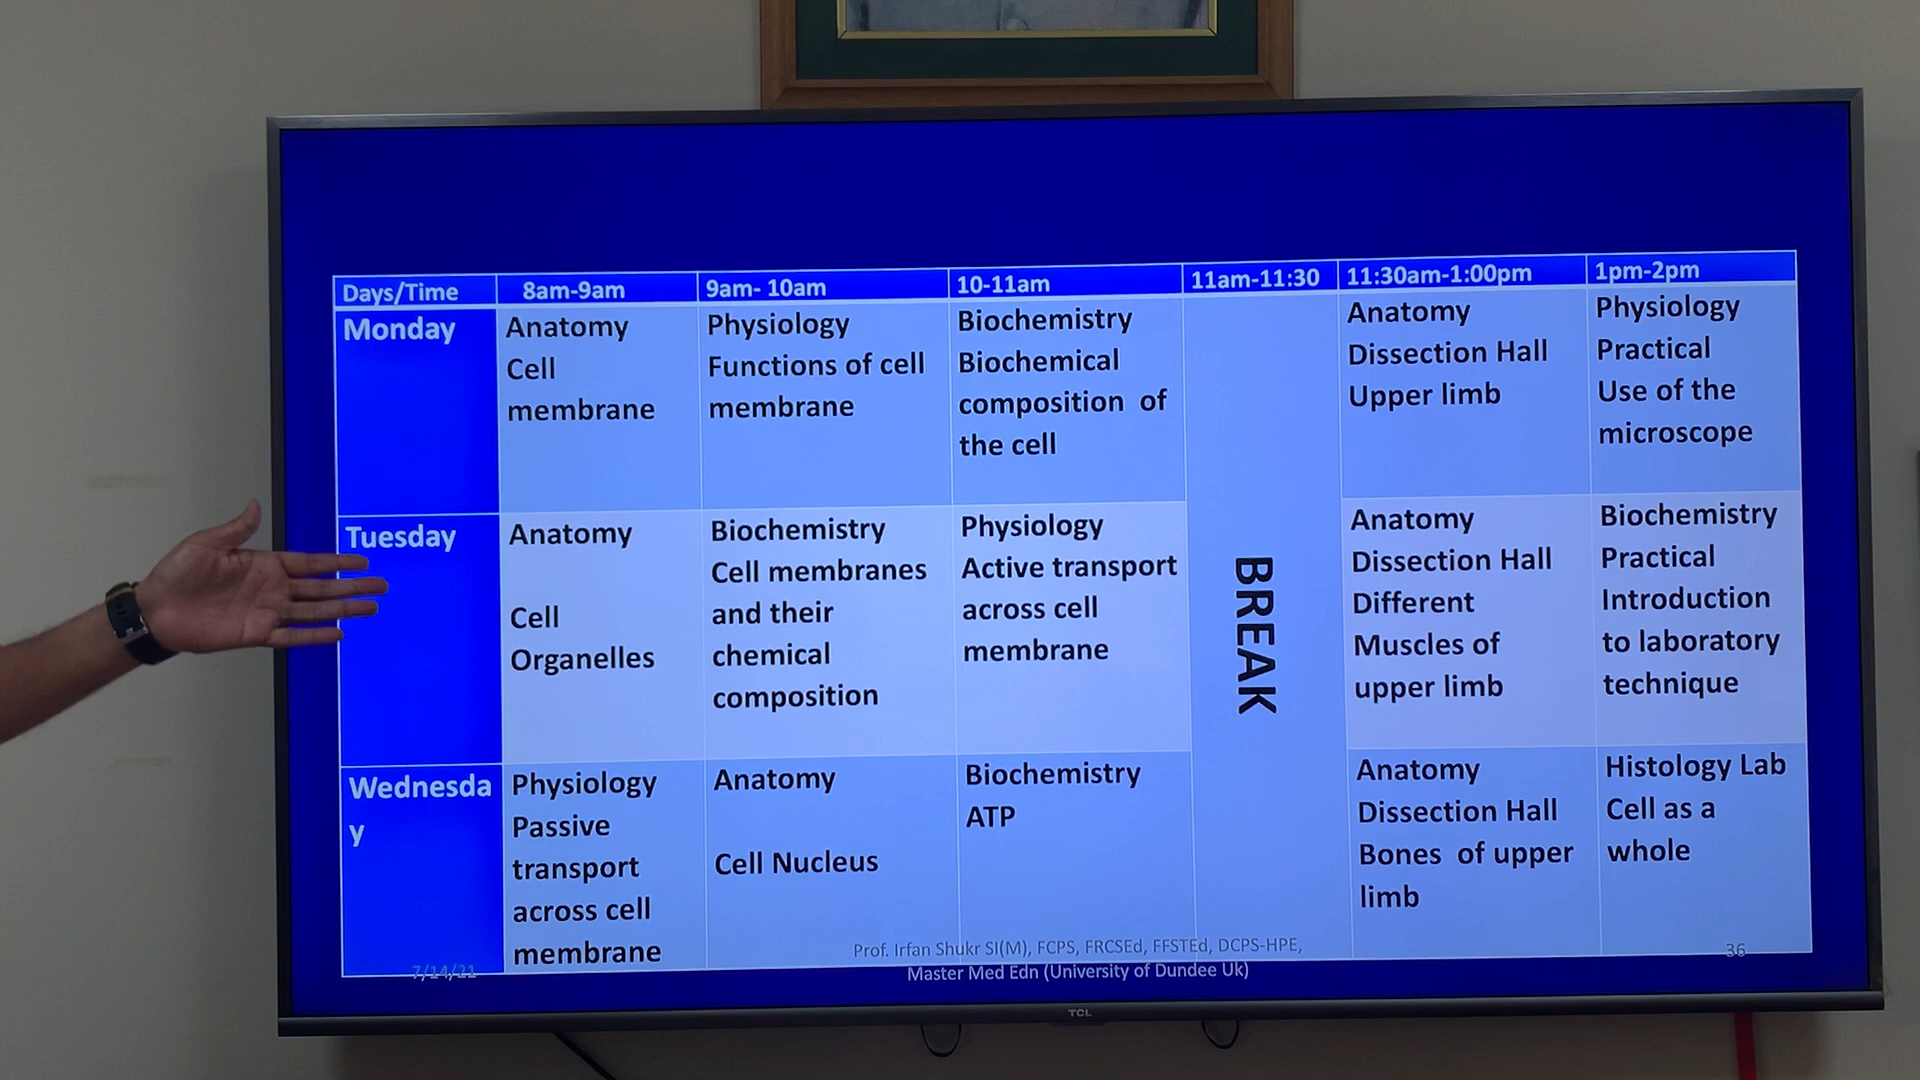 Days/Time
8am-9am
9am- 10am
10-11am
11am-11:30
11:30am-1:00pm
1pm-2pm
Monday
Anatomy
Cell
membrane
Physiology
Functions of cell
membrane
Biochemistry
Biochemical
composition of
the cell
BREAK
Anatomy
Dissection Hall
Upper limb
Physiology
Practical
Use of the
microscope
Tuesday
Anatomy
Cell
Organelles
Biochemistry
Cell membranes
and their
chemical
composition
Physiology
Active transport
across cell
membrane
Anatomy
Dissection Hall
Different
Muscles of
upper limb
Biochemistry
Practical
Introduction
to laboratory
technique
Wednesda
y
Physiology
Passive
transport
across cell
membrane
Anatomy
Cell Nucleus
Biochemistry
ATP
Anatomy
Dissection Hall
Bones of upper
limb
Histology Lab
Cell as a
whole
7/14/21
Prof. Irfan Shukr SI(M), FCPS, FRCSEd, FFSTEd, DCPS-HPE,
Master Med Edn (University of Dundee Uk)
36
TCL